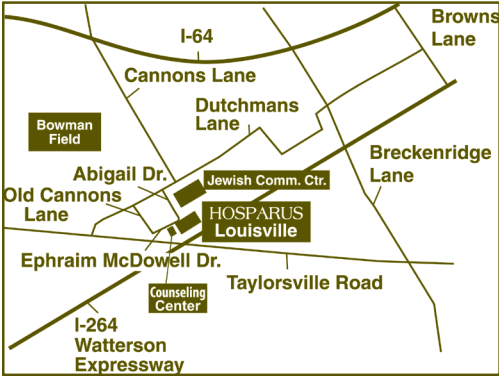 Browns
Lane
I-64
Cannons Lane
Dutchmans
Lane
Bowman
Field
Breckenridge
Lane
Abigail Dr.
Jewish Comm. Ctr.
Old Cannons
Lane
HOSPARUS
Louisville
Ephraim McDowell Dr.
Taylorsville Road
Counseling
Center
I-264
Watterson
Expressway